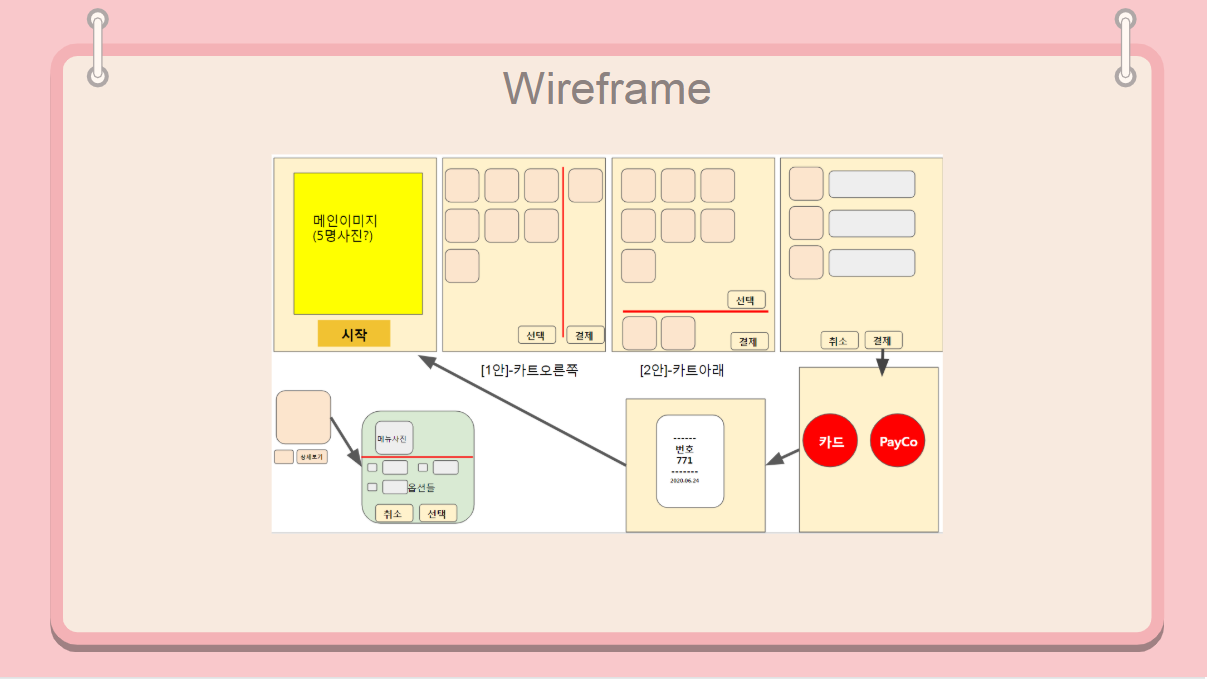 Wireframe
메인이미지
(5명사진?)
시작
선택
결제
선택
결제
취소
결제
[1안]-카트오른쪽
[2안]-카트아래
상세보기
메뉴사진
옵션들
취소
선택
------
번호
771
-------
2020.06.24
카드
PayCo